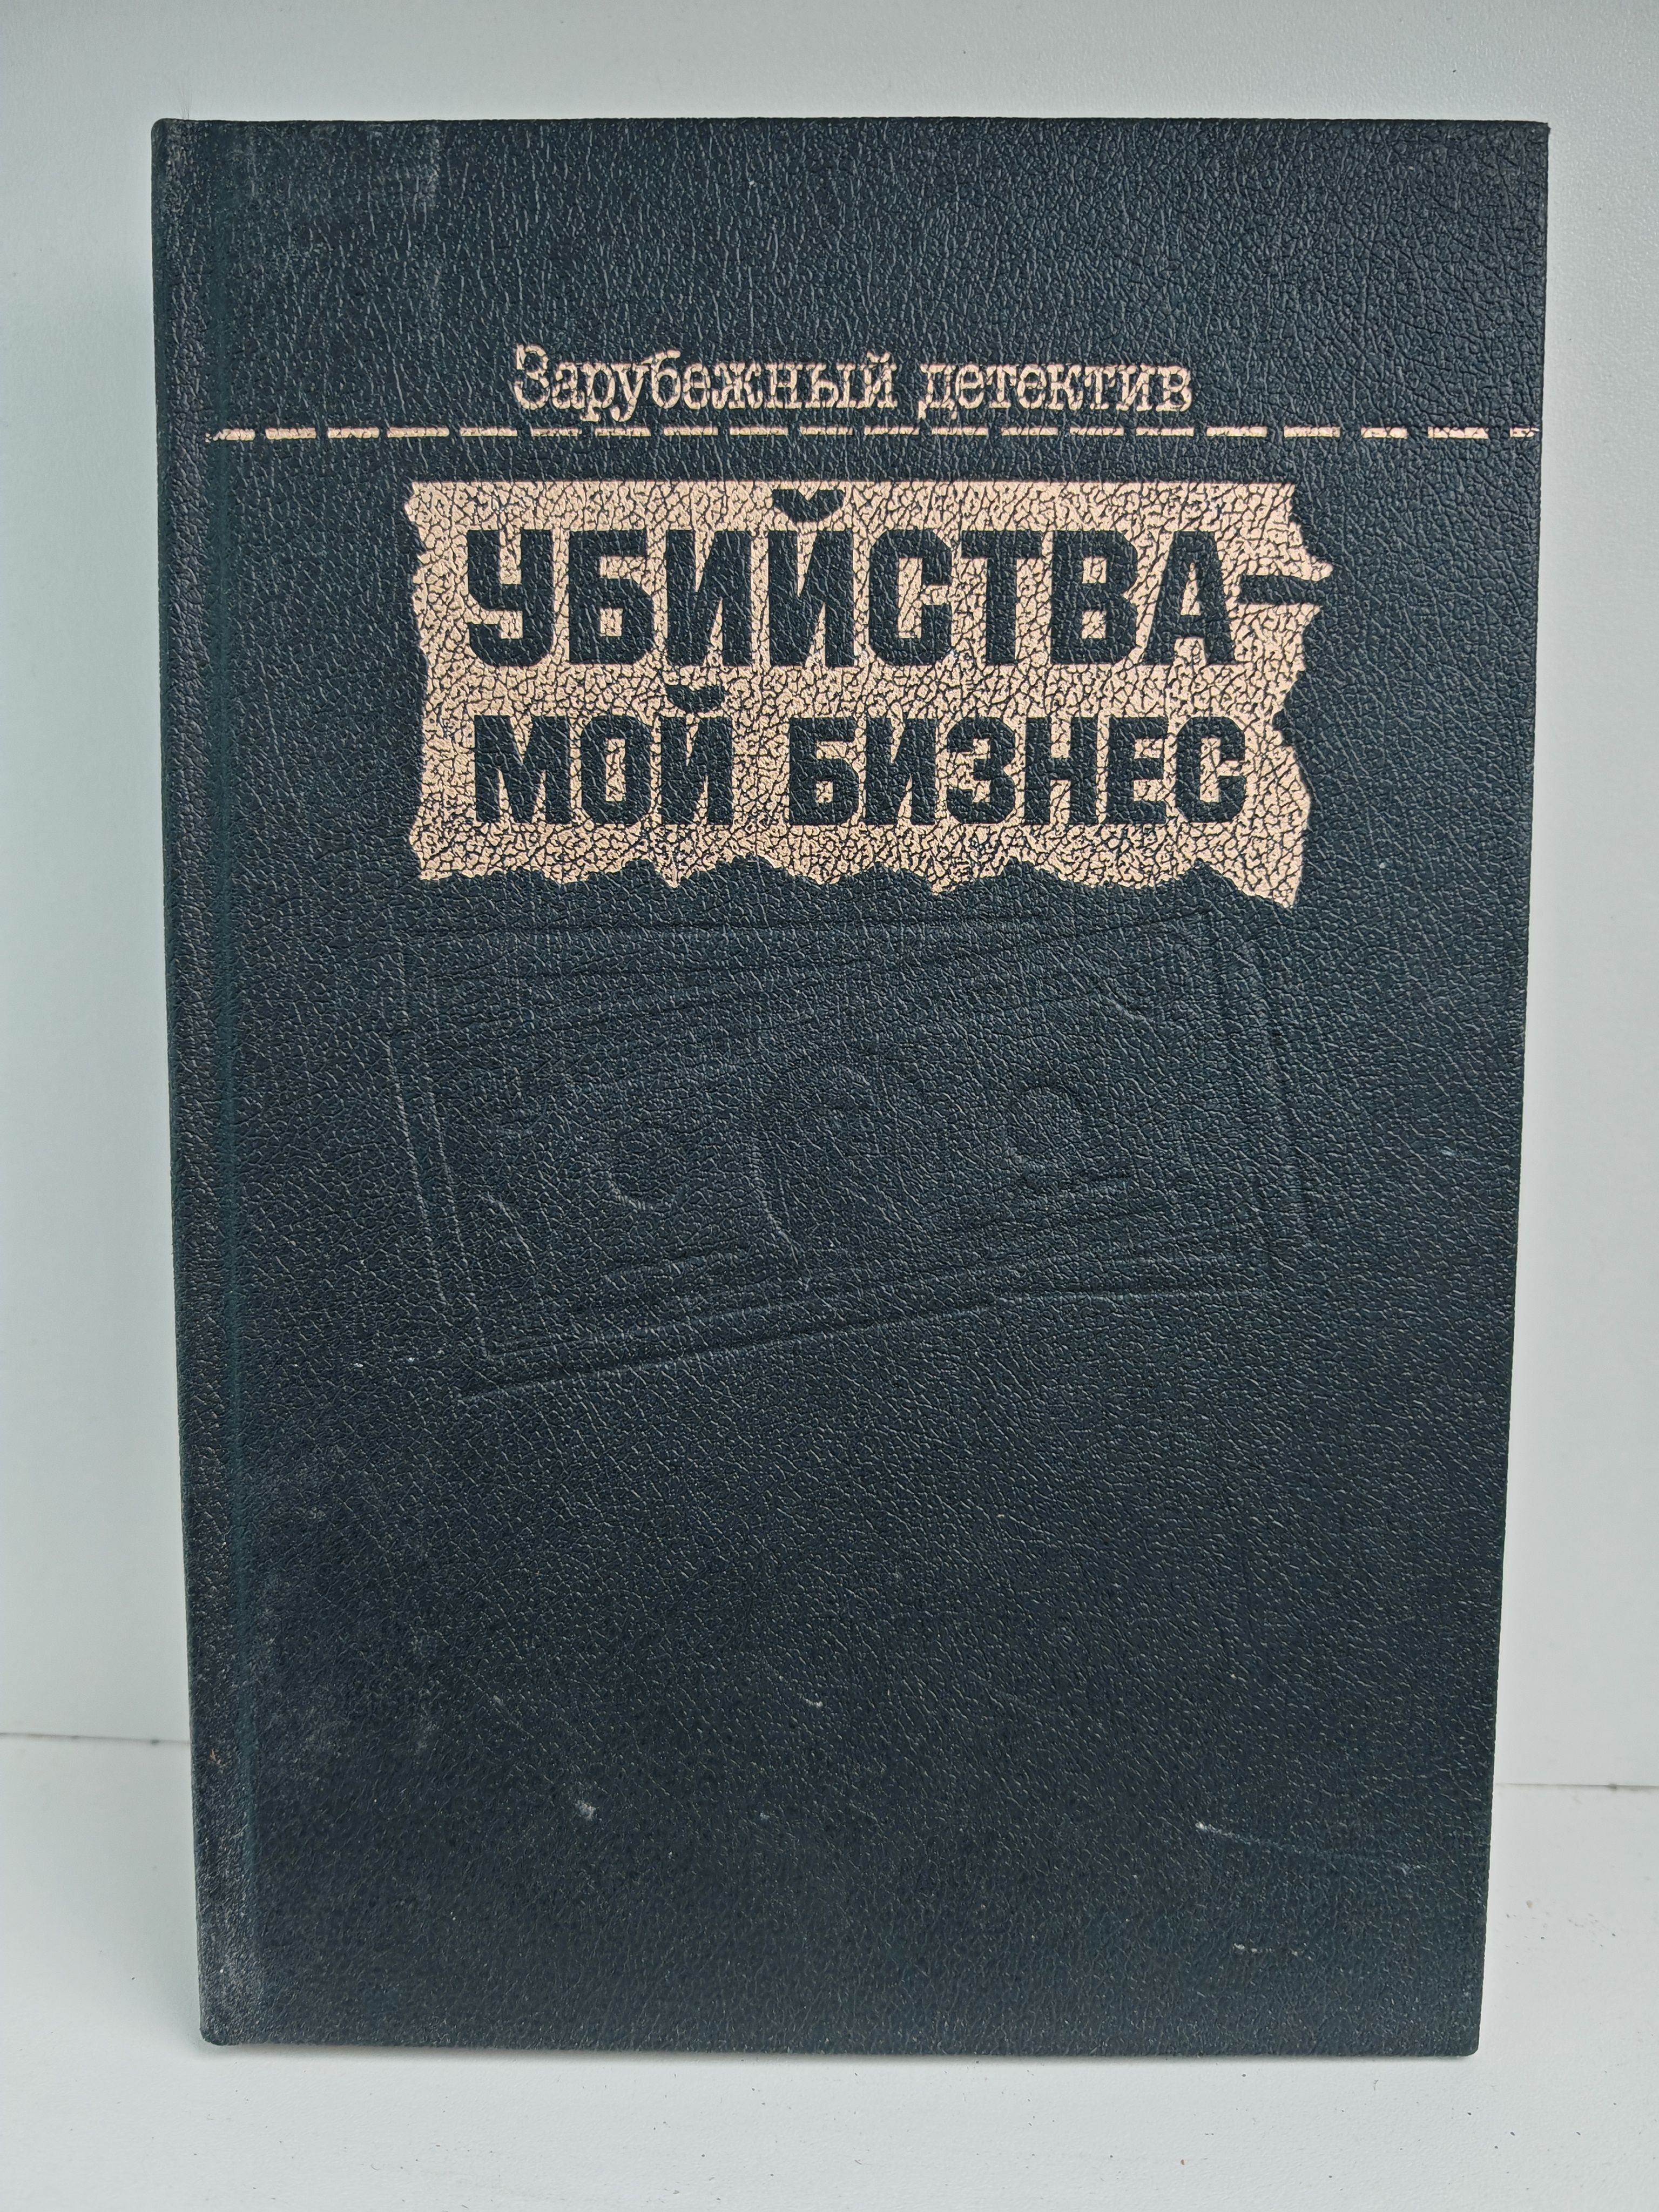 Зарубежный детектив
УБИЙСТВА-
МОЙ БИЗНЕС